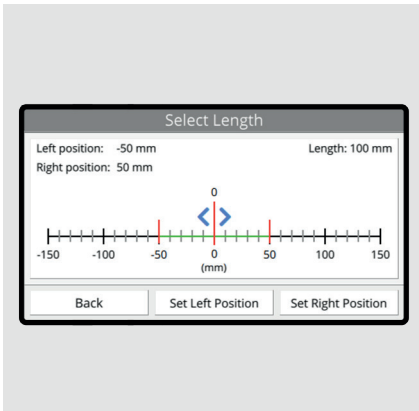 Select Length
Left position: -50 mm Length: 100 mm
Right position: 50 mm
0
-150 -100 -50 0 50 100 150
(mm)
Back Set Left Position Set Right Position